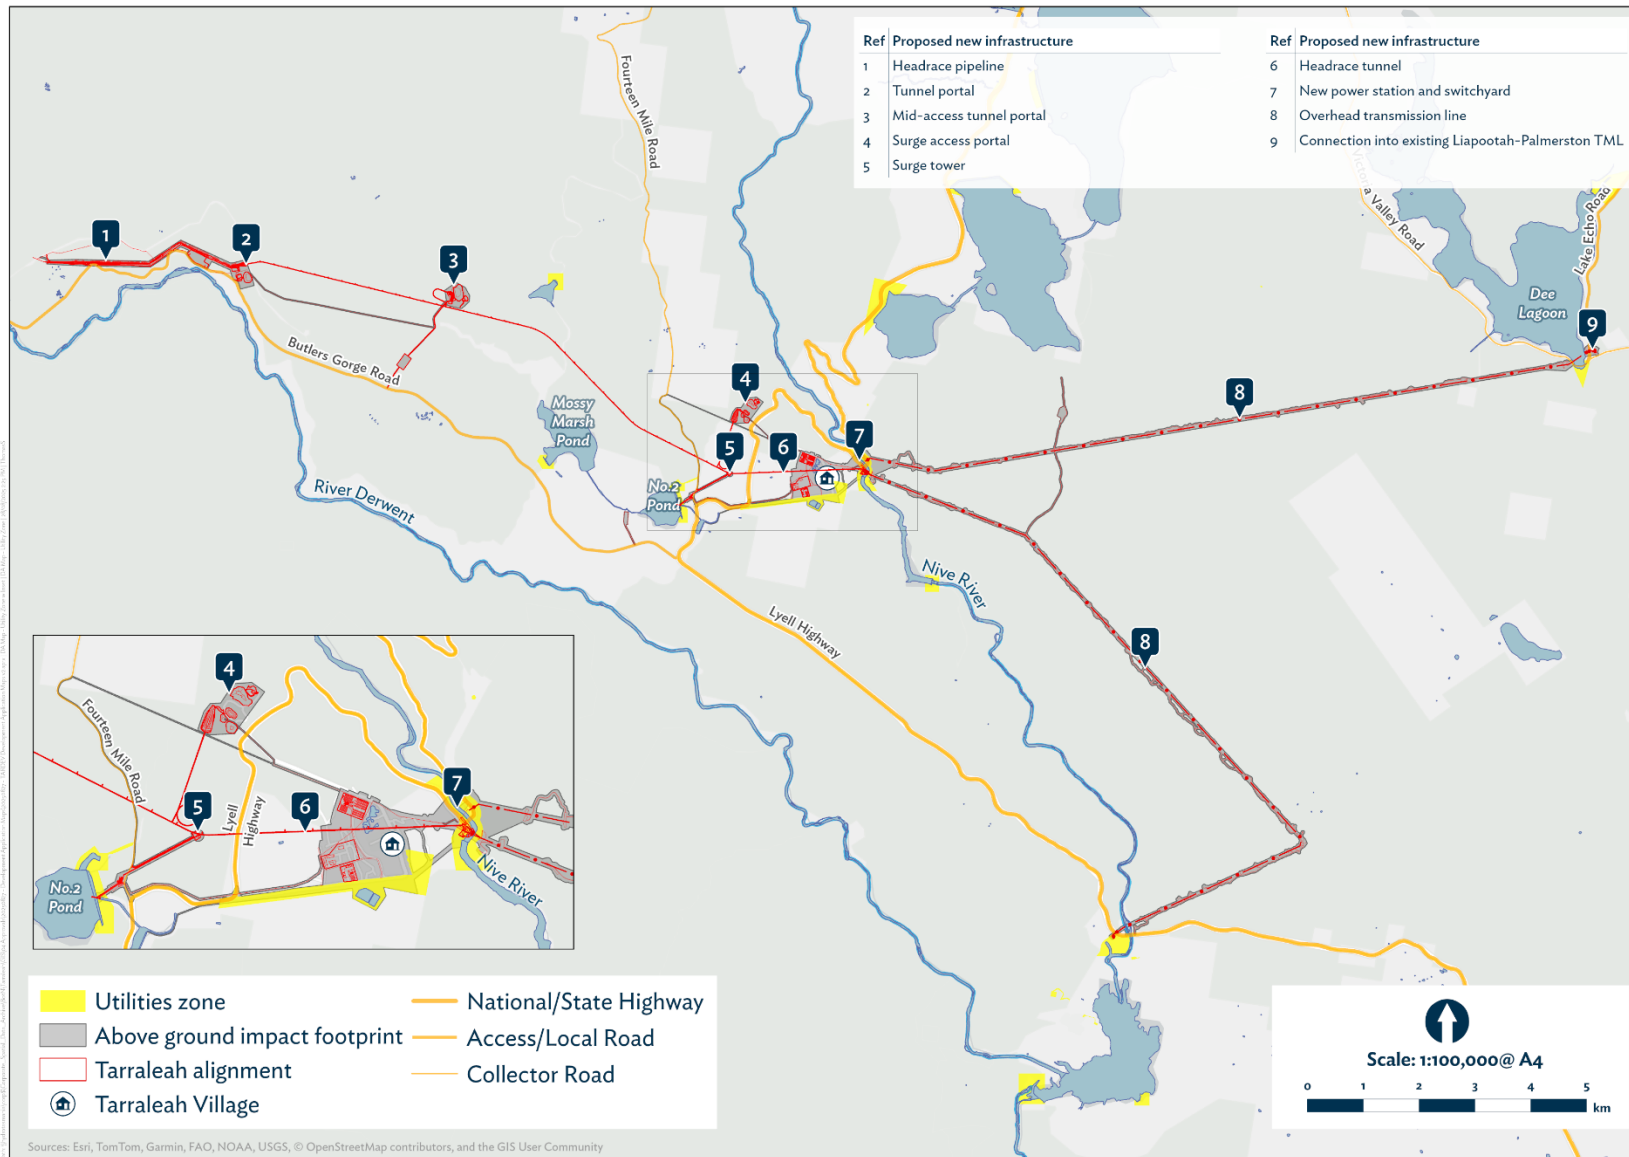 Ref Proposed new infrastructure
1 Headrace pipeline
2 Tunnel portal
3 Mid-access tunnel portal
4 Surge access portal
5 Surge tower
Ref Proposed new infrastructure
6 Headrace tunnel
7 New power station and switchyard
8 Overhead transmission line
9 Connection into existing Liapootah-Palmerston TML
Fourteen Mile Road
Victoria Valley Road
Lake Echo Road
Dee
Lagoon
1
2
3
4
5
6
7
8
9
8
Butlers Gorge Road
Mossy
Marsh
Pond
No.2
Pond
River Derwent
Nive River
Lyell Highway
4
Fourteen Mile Road
5
6
7
Lyell
Highway
No.2
Pond
Nive River
Utilities zone
Above ground impact footprint
Tarraleah alignment
Tarraleah Village
National/State Highway
Access/Local Road
Collector Road
Scale: 1:100,000@ A4
0 1 2 3 4 5
km
Sources: Esri, TomTom, Garmin, FAO, NOAA, USGS, © OpenStreetMap contributors, and the GIS User Community